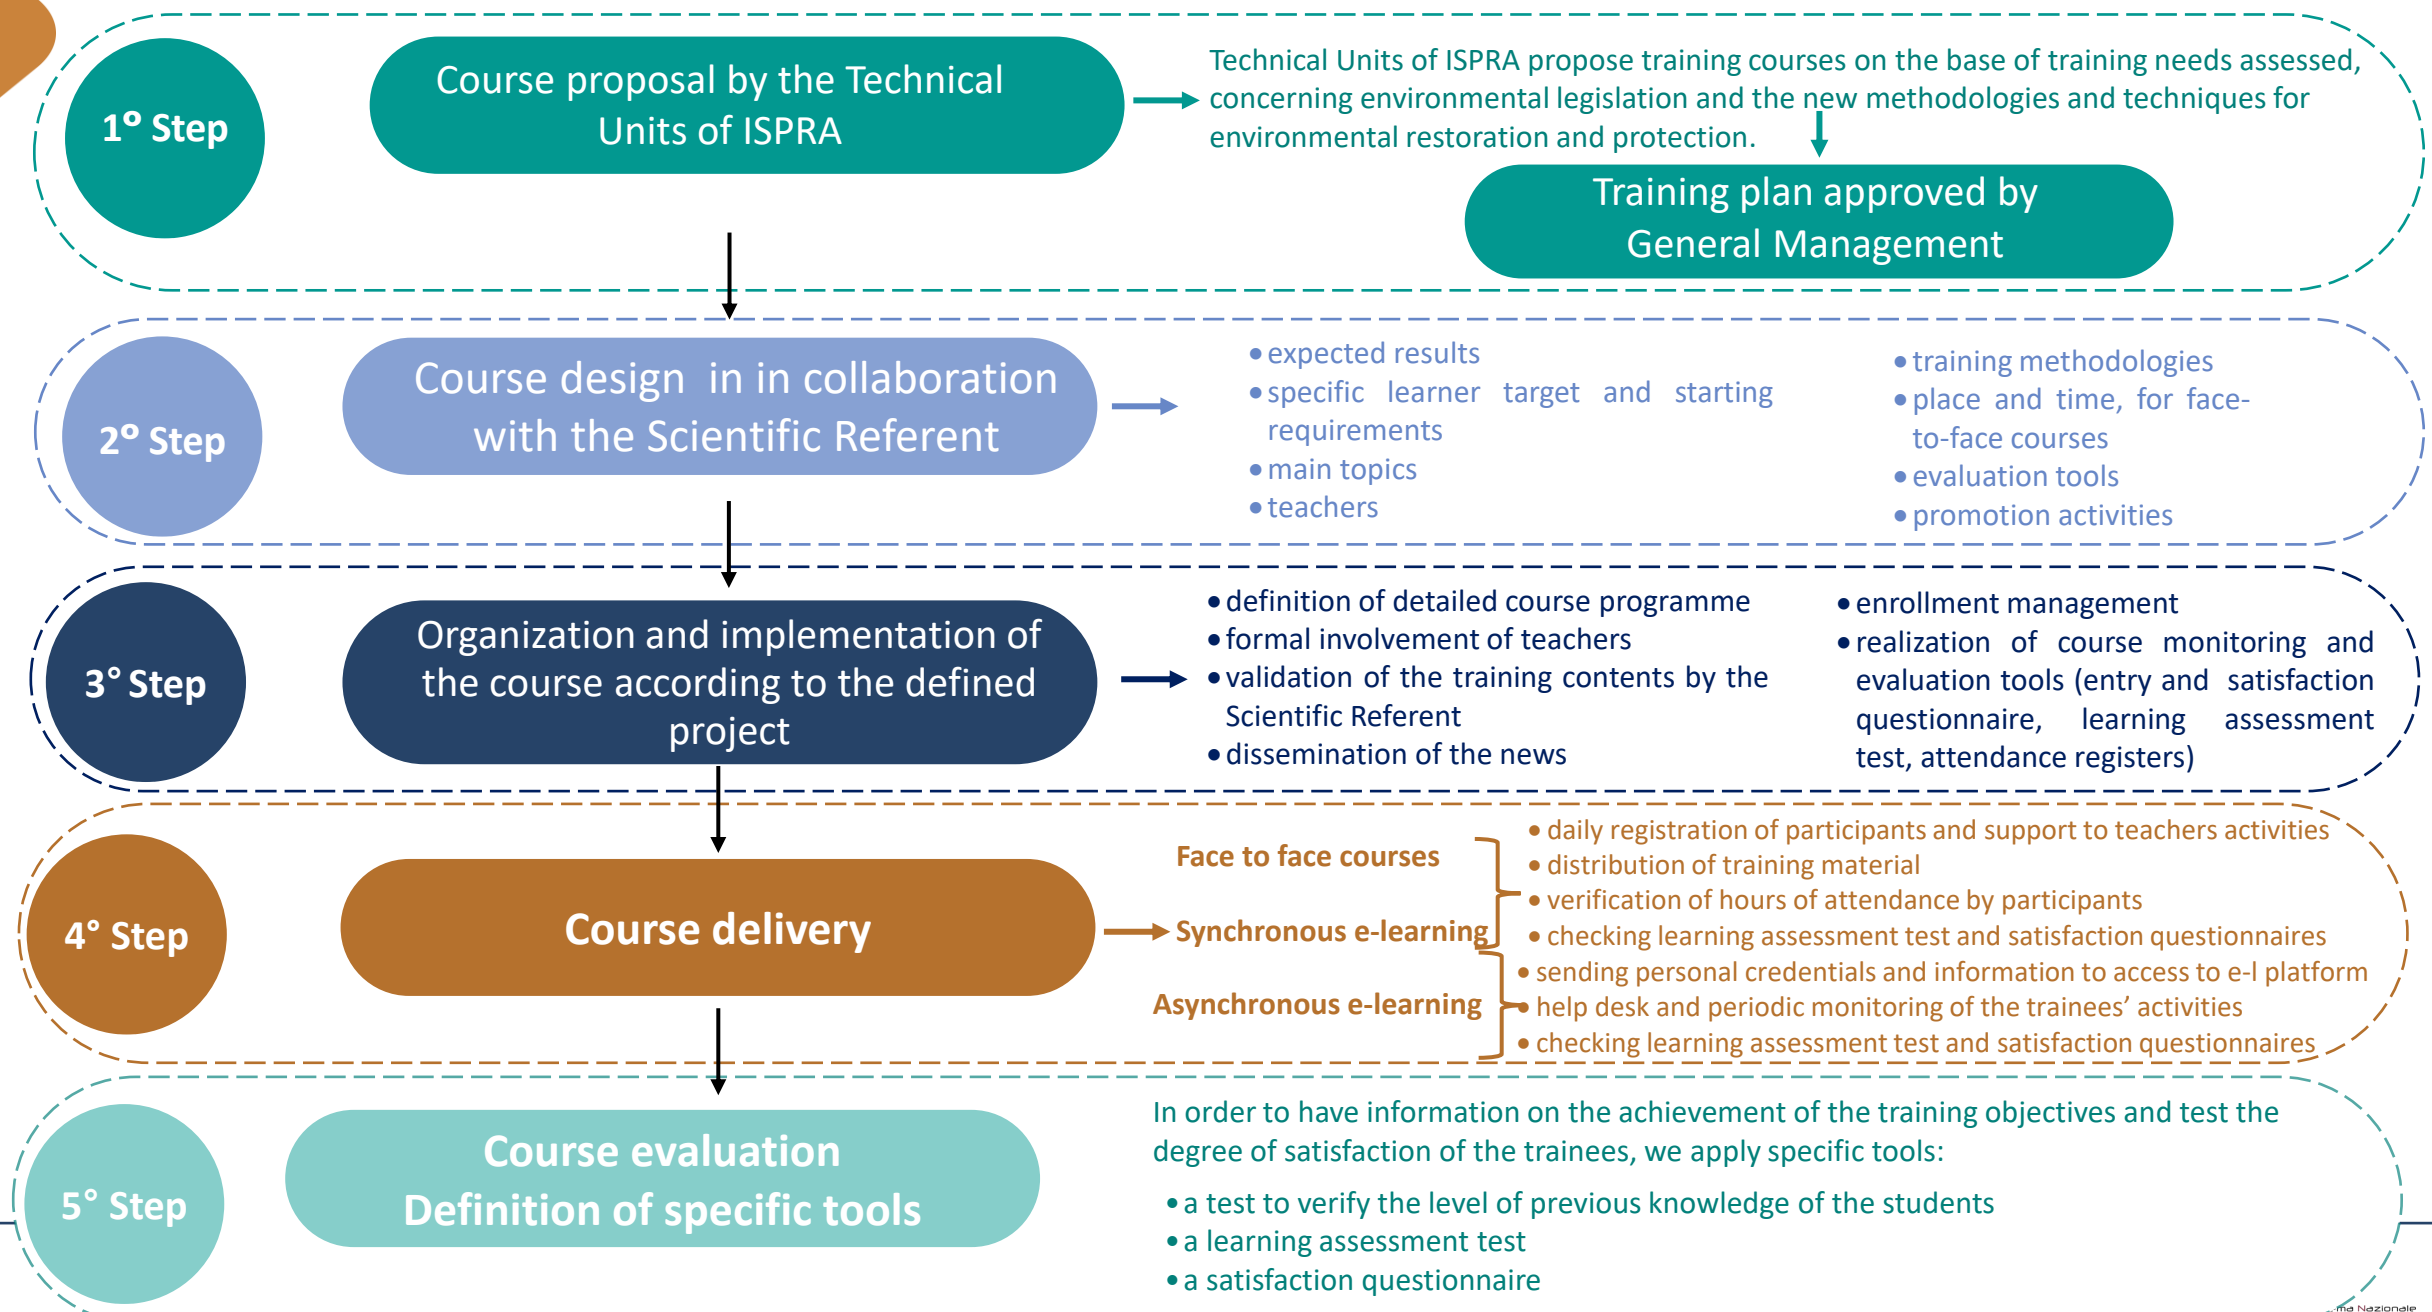 1º Step
Course proposal by the Technical
Units of ISPRA
Technical Units of ISPRA propose training courses on the base of training needs assessed,
concerning environmental legislation and the new methodologies and techniques for
environmental restoration and protection.
Training plan approved by
General Management
2º Step
Course design  in in collaboration
with the Scientific Referent
• expected results
• specific learner target and starting
requirements
• main topics
• teachers
• training methodologies
• place and time, for face-
to-face courses
• evaluation tools
• promotion activities
3° Step
Organization and implementation of
the course according to the defined
project
• definition of detailed course programme
• formal involvement of teachers
• validation of the training contents by the
Scientific Referent
• dissemination of the news
• enrollment management
• realization of course monitoring and
evaluation tools (entry and satisfaction
questionnaire, learning assessment
test, attendance registers)
4° Step
Course delivery
Face to face courses
Synchronous e-learning
Asynchronous e-learning
• daily registration of participants and support to teachers activities
• distribution of training material
• verification of hours of attendance by participants
• checking learning assessment test and satisfaction questionnaires
• sending personal credentials and information to access to e-l platform
• help desk and periodic monitoring of the trainees’ activities
• checking learning assessment test and satisfaction questionnaires
5° Step
Course evaluation
Definition of specific tools
In order to have information on the achievement of the training objectives and test the
degree of satisfaction of the trainees, we apply specific tools:
• a test to verify the level of previous knowledge of the students
• a learning assessment test
• a satisfaction questionnaire
Nazionale